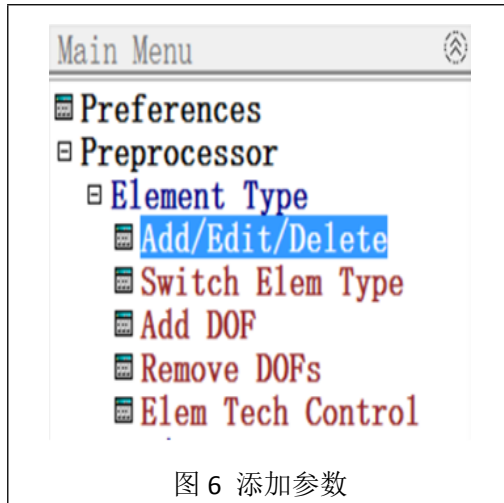 Main Menu
Preferences
Preprocessor
Element Type
Add/Edit/Delete
Switch Elem Type
Add DOF
Remove DOFs
Elem Tech Control
图 6 添加参数